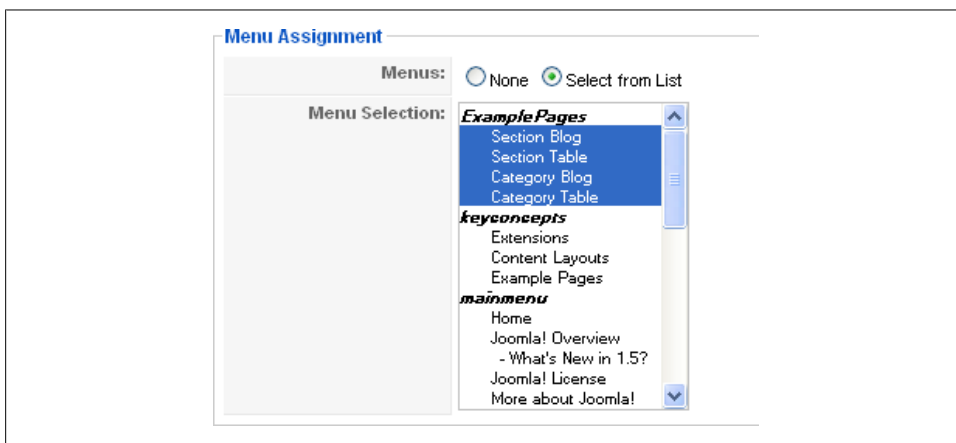 Menu Assignment
Menus: None Select from List
Menu Selection: ExamplePages
Section Blog
Section Table
Category Blog
Category Table
keyconcepts
Extensions
Content Layouts
Example Pages
mainmenu
Home
Joomla! Overview
- What's New in 1.5?
Joomla! License
More about Joomla!